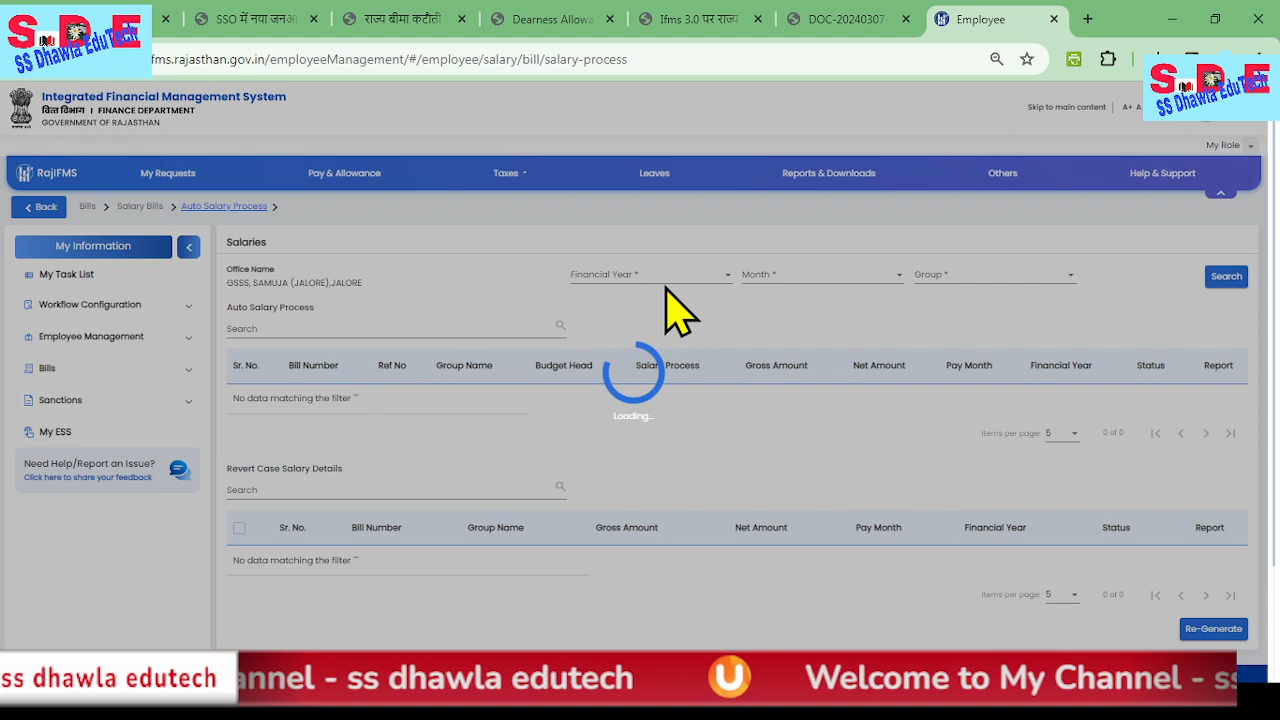 SSO में नया जनआ
राज्य बीमा कटौती
Dearness Allowa
Ifms 3.0 पर राज्य
DOC-20240307-
Employee
S D E
SS Dhawla EduTech
fms.rajasthan.gov.in/employeeManagement/#/employee/salary/bill/salary-process
S D E
SS Dhawla EduTech
Integrated Financial Management System
वित्त विभाग | FINANCE DEPARTMENT
GOVERNMENT OF RAJASTHAN
Skip to main content
A+
My Role
RajIFMS
My Requests
Pay & Allowance
Taxes
Leaves
Reports & Downloads
Others
Help & Support
Back
Bills
Salary Bills
Auto Salary Process
My Information
My Task List
Workflow Configuration
Employee Management
Bills
Sanctions
My ESS
Need Help/Report an Issue?
Click here to share your feedback
Salaries
Office Name
GSSS, SAMUJA (JALORE),JALORE
Financial Year *
Month *
Group *
Search
Auto Salary Process
Search
Sr. No. Bill Number Ref No Group Name Budget Head Salary Process Gross Amount Net Amount Pay Month Financial Year Status Report
No data matching the filter ""
Loading...
Items per page: 5 0 of 0
Revert Case Salary Details
Search
Sr. No. Bill Number Group Name Gross Amount Net Amount Pay Month Financial Year Status Report
No data matching the filter ""
Items per page: 5 0 of 0
Re-Generate
ss dhawla edutech
annel - ss dhawla edutech
Welcome to My Channel - ss